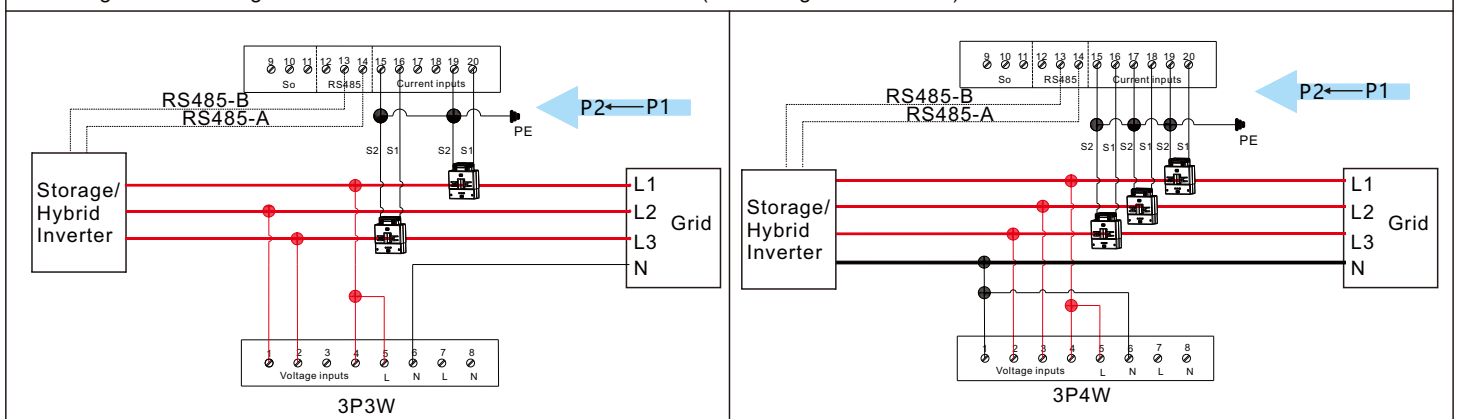 9 10 11 12 13 14 15 16 17 18 19 20
So RS485 Current inputs
RS485-B
RS485-A
P2 P1
PE
S2 S1 S2 S1
Storage/
Hybrid
Inverter
L1
L2
L3
N
Grid
1 2 3 4 5 6 7 8
Voltage inputs L N L N
3P3W
9 10 11 12 13 14 15 16 17 18 19 20
So RS485 Current inputs
RS485-B
RS485-A
P2 P1
PE
S2 S1 S2 S1 S2 S1
Storage/
Hybrid
Inverter
L1
L2
L3
N
Grid
1 2 3 4 5 6 7 8
Voltage inputs L N L N
3P4W